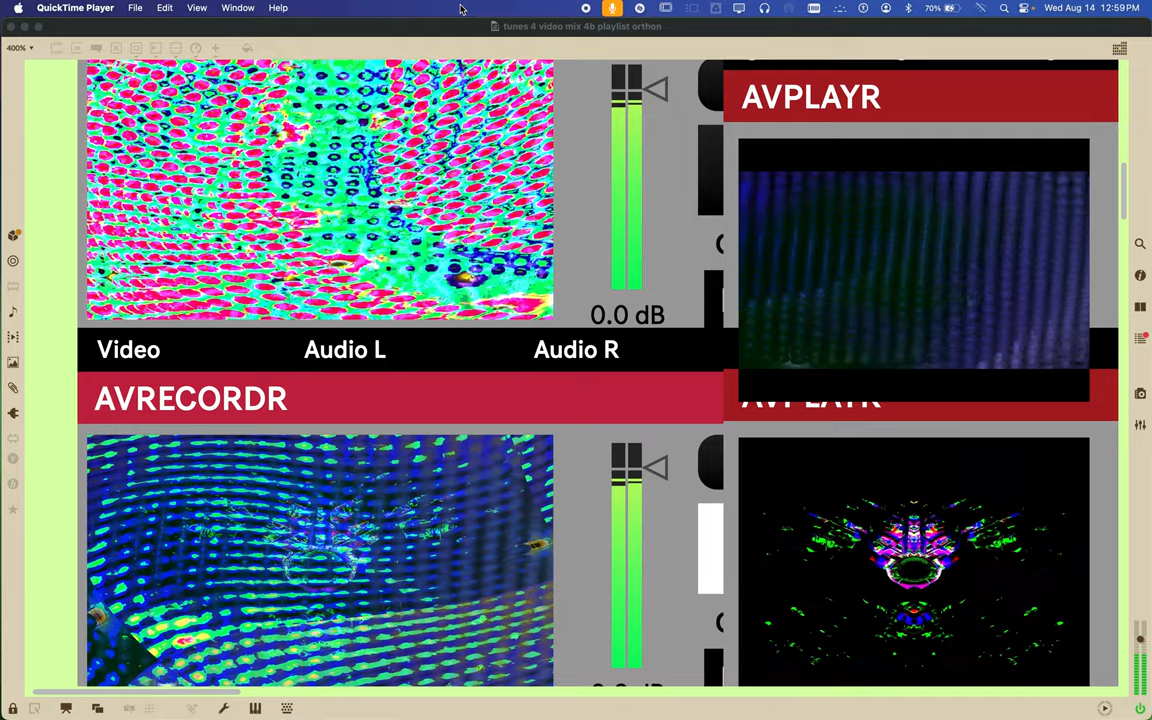 QuickTime Player File Edit View Window Help 70% Wed Aug 14 12:59 PM
tunes 4 video mix 4b playlist orthon
400%
AVPLAYR
0.0 dB
Video Audio L Audio R
AVRECORDR
AVPLAYR